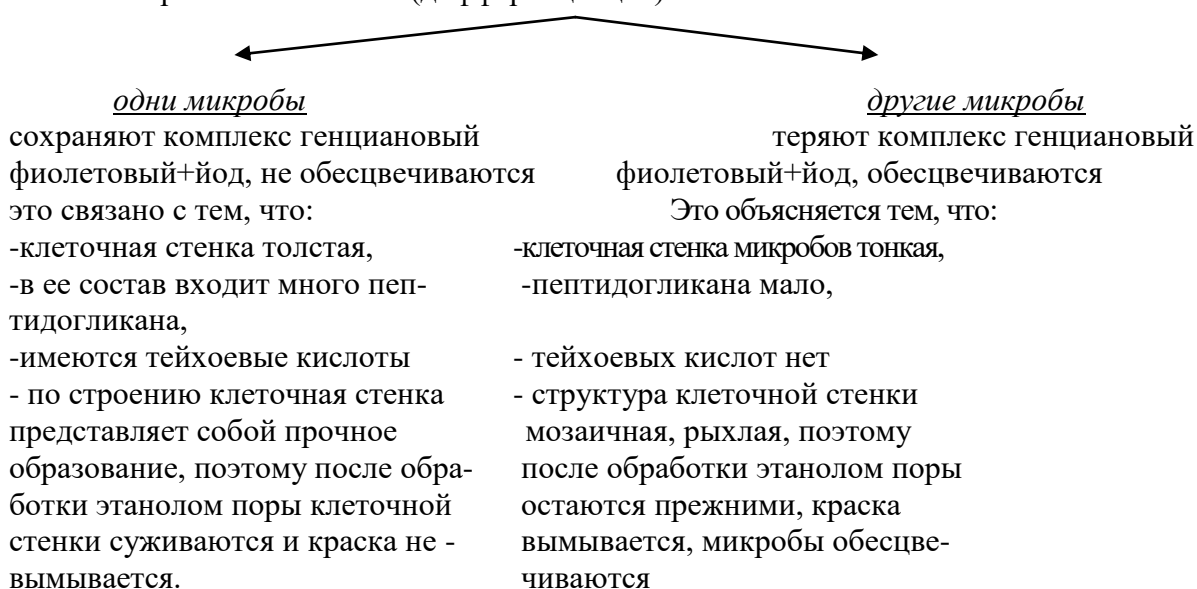 одни микробы
сохраняют комплекс генциановый
фиолетовый+йод, не обесцвечиваются
это связано с тем, что:
-клеточная стенка толстая,
-в ее состав входит много пеп-
тидогликана,
-имеются тейхоевые кислоты
- по строению клеточная стенка
представляет собой прочное
образование, поэтому после обра-
ботки этанолом поры клеточной
стенки суживаются и краска не -
вымывается.
другие микробы
теряют комплекс генциановый
фиолетовый+йод, обесцвечиваются
Это объясняется тем, что:
-клеточная стенка микробов тонкая,
-пептидогликана мало,
- тейхоевых кислот нет
- структура клеточной стенки
мозаичная, рыхлая, поэтому
после обработки этанолом поры
остаются прежними, краска
вымывается, микробы обесцве-
чиваются